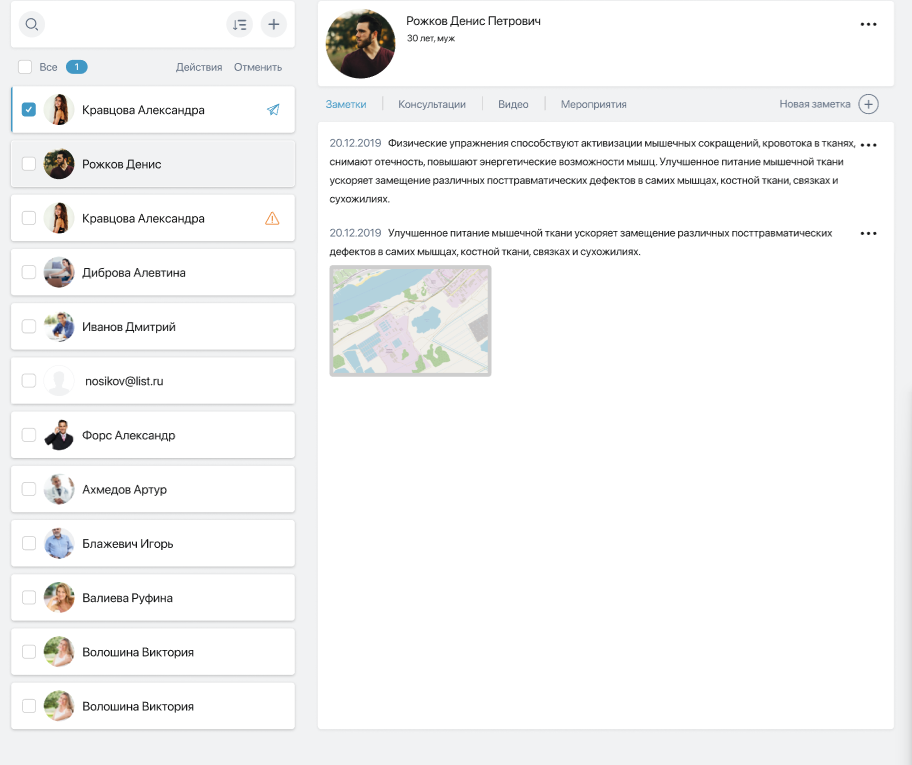 Все 1 Действия Отменить
Кравцова Александра
Рожков Денис
Кравцова Александра
Диброва Алевтина
Иванов Дмитрий
nosikov@list.ru
Форс Александр
Ахмедов Артур
Блажевич Игорь
Валиева Руфина
Волошина Виктория
Волошина Виктория
Рожков Денис Петрович
30 лет, муж
Заметки Консультации Видео Мероприятия Новая заметка
20.12.2019 Физические упражнения способствуют активизации мышечных сокращений, кровотока в тканях,
снимают отечность, повышают энергетические возможности мышц. Улучшенное питание мышечной ткани
ускоряет замещение различных посттравматических дефектов в самих мышцах, костной ткани, связках и
сухожилиях.
20.12.2019 Улучшенное питание мышечной ткани ускоряет замещение различных посттравматических
дефектов в самих мышцах, костной ткани, связках и сухожилиях.